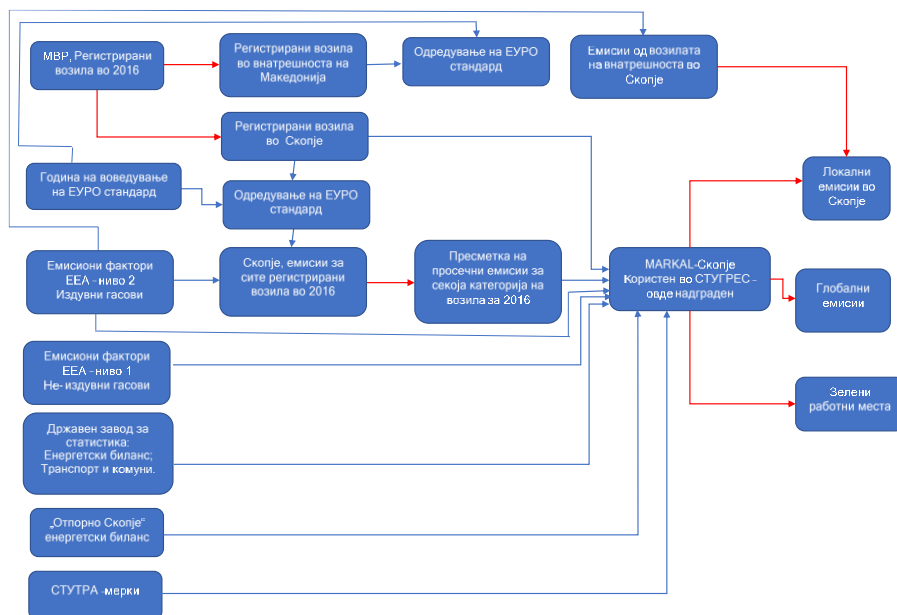 МВР, Регистрирани
возила во 2016
Регистрирани возила
во внатрешноста на
Македонија
Одредување на ЕУРО
стандард
Емисии од возилата
на внатрешноста во
Скопје
Регистрирани возила
во Скопје
Година на воведување
на ЕУРО стандард
Одредување на ЕУРО
стандард
Локални
емисии во
Скопје
Емисиони фактори
ЕЕА - ниво 2
Издувни гасови
Скопје, емисии за
сите регистрирани
возила во 2016
Пресметка на
просечни емисии за
секоја категорија на
возила за 2016
MARKAL-Скопје
Користен во СТУГРЕС -
овде надграден
Глобални
емисии
Емисиони фактори
ЕЕА - ниво 1
Не- издувни гасови
Зелени
работни места
Државен завод за
статистика:
Енергетски биланс;
Транспорт и комуни.
„Отпорно Скопје“
енергетски биланс
СТУТРА -мерки